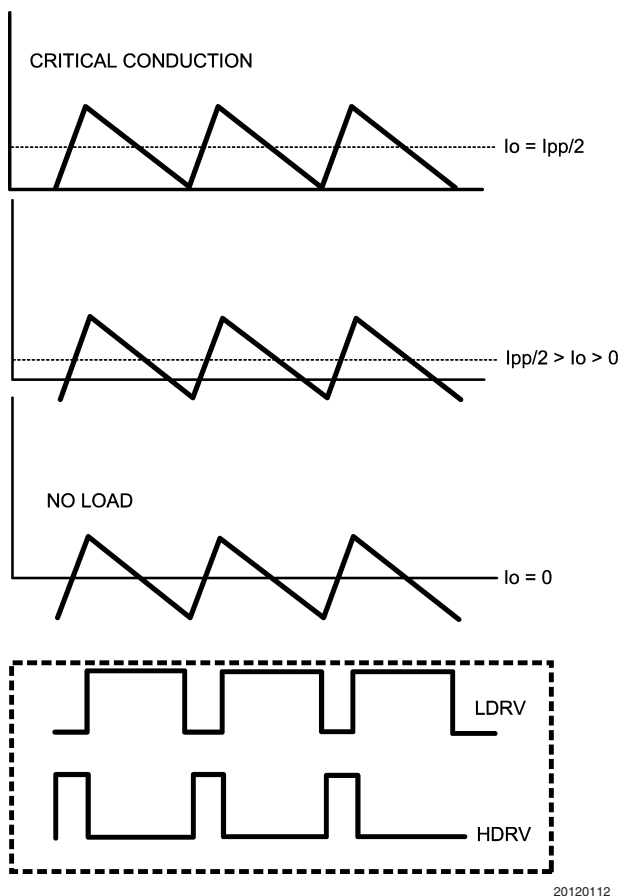 CRITICAL CONDUCTION
Io = Ipp/2
Ipp/2 > Io > 0
NO LOAD
Io = 0
LDRV
HDRV
20120112